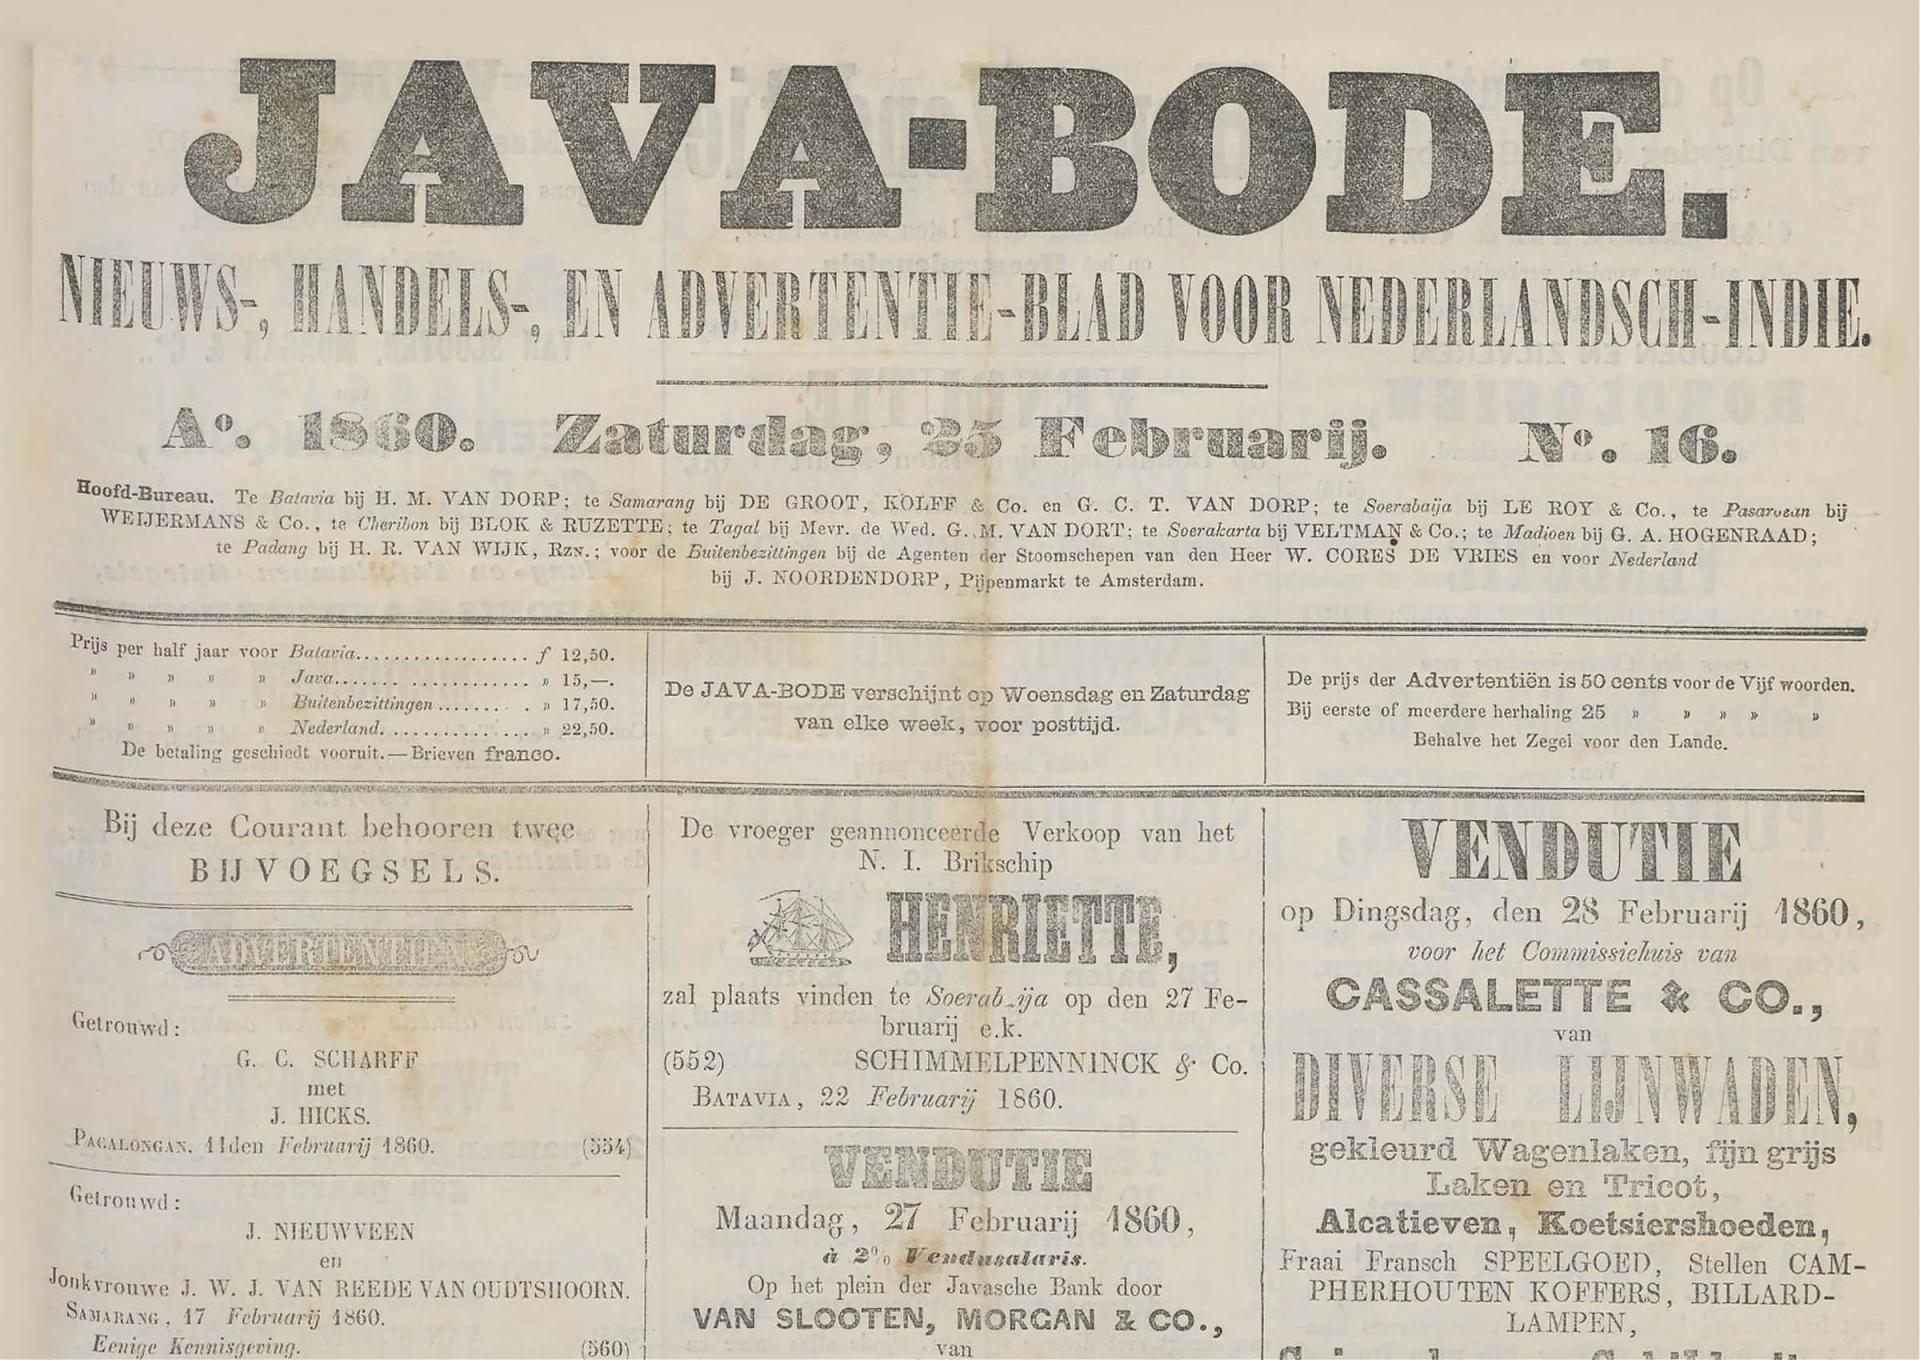 JAVA-BODE.
NIEUWS-, HANDELS-, EN ADVERTENTIE-BLAD VOOR NEDERLANDSCH-INDIE.
Ao. 1860. Zaturdag, 25 Februarij. No. 16.
Hoofd-Bureau. Te Batavia bij H. M. VAN DORP; te Samarang bij DE GROOT, KOLFF & Co. en G. C. T. VAN DORP; te Soerabaija bij LE ROY & Co., te Pasaroean bij
WEIJERMANS & Co., te Cheribon bij BLOK & RUZETTE; te Tagal bij Mevr. de Wed. G. M. VAN DORT; te Soerakarta bij VELTMAN & Co.; te Madioen bij G. A. HOGENRAAD;
te Padang bij H. R. VAN WIJK, Rzn.; voor de Buitenbezittingen bij de Agenten der Stoomschepen van den Heer W. CORES DE VRIES en voor Nederland
bij J. NOORDENDORP, Pijpenmarkt te Amsterdam.
Prijs per half jaar voor Batavia.................. f 12,50.
» » » » » Java..................... » 15,—.
» » » » » Buitenbezittingen.......... » 17,50.
» » » » » Nederland................ » 22,50.
De betaling geschiedt vooruit.—Brieven franco.
De JAVA-BODE verschijnt op Woensdag en Zaturdag
van elke week, voor posttijd.
De prijs der Advertentiën is 50 cents voor de Vijf woorden.
Bij eerste of meerdere herhaling 25 » » » » »
Behalve het Zegel voor den Lande.
Bij deze Courant behooren twee
BIJVOEGSELS.
ADVERTENTIEN
Getrouwd:
G. C. SCHARFF
met
J. HICKS.
PAGALONGAN, 11den Februarij 1860. (554)
Getrouwd:
J. NIEUWVEEN
en
Jonkvrouwe J. W. J. VAN REEDE VAN OUDTSHOORN.
SAMARANG, 17 Februarij 1860.
Eenige Kennisgeving. (560)
De vroeger geannonceerde Verkoop van het
N. I. Brikschip
HENRIETTE,
zal plaats vinden te Soerabaija op den 27 Fe-
bruarij e.k.
(552) SCHIMMELPENNINCK & Co.
BATAVIA, 22 Februarij 1860.
VENDUTIE
Maandag, 27 Februarij 1860,
à 2% Vendusalaris.
Op het plein der Javasche Bank door
VAN SLOOTEN, MORGAN & CO.,
van
VENDUTIE
op Dingsdag, den 28 Februarij 1860,
voor het Commissiehuis van
CASSALETTE & CO.,
van
DIVERSE LIJNWADEN,
gekleurd Wagenlaken, fijn grijs
Laken en Tricot,
Alcatieven, Koetsiershoeden,
Fraai Fransch SPEELGOED, Stellen CAM-
PHERHOUTEN KOFFERS, BILLARD-
LAMPEN,